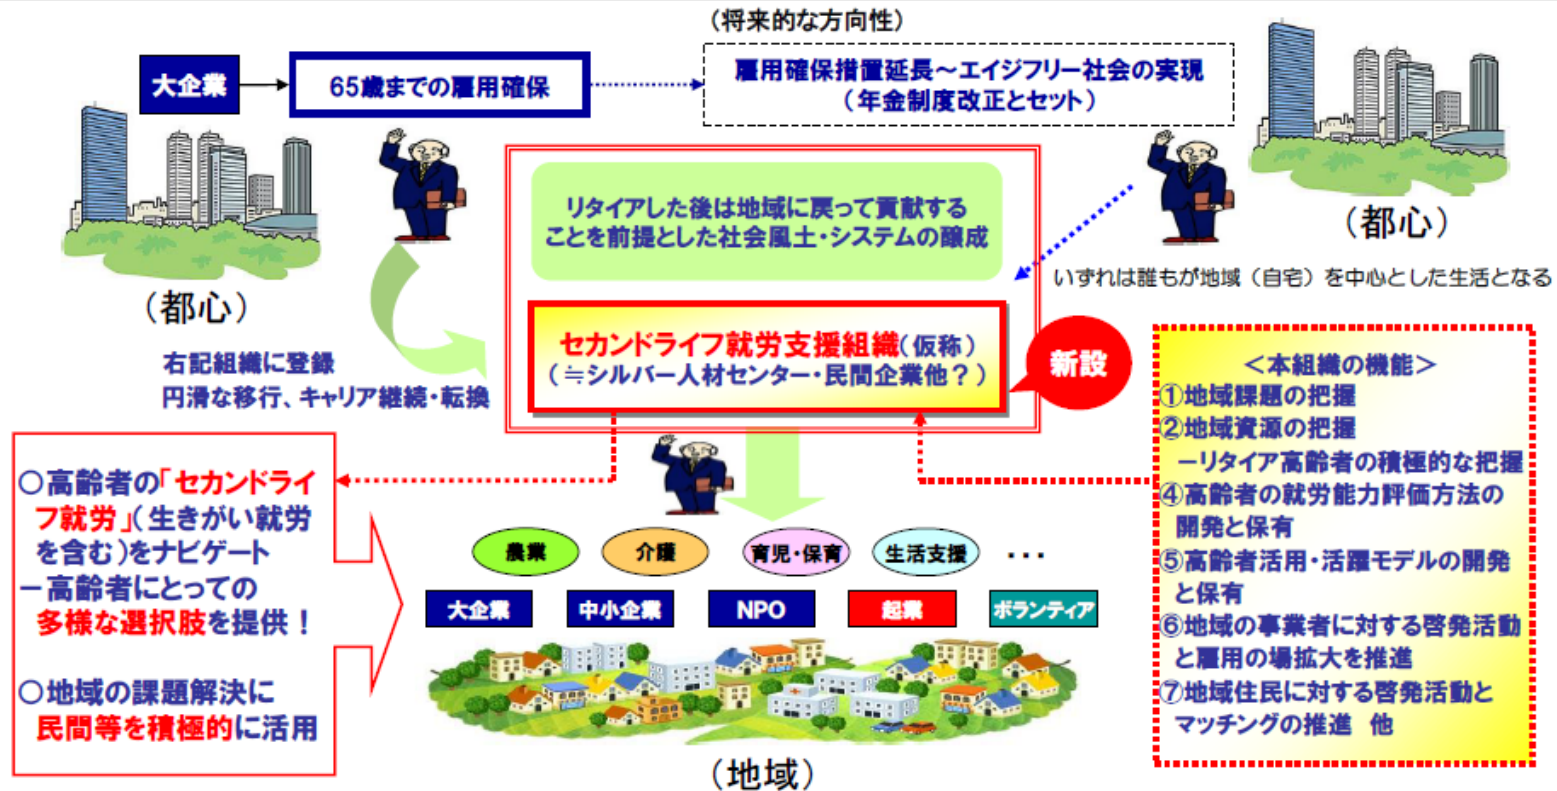 （将来的な方向性）
大企業
65歳までの雇用確保
雇用確保措置延長～エイジフリー社会の実現
（年金制度改正とセット）
（都心）
（都心）
いずれは誰もが地域（自宅）を中心とした生活となる
リタイアした後は地域に戻って貢献する
ことを前提とした社会風土・システムの醸成
セカンドライフ就労支援組織（仮称）
（≒シルバー人材センター・民間企業他？）
新設
右記組織に登録
円滑な移行、キャリア継続・転換
＜本組織の機能＞
①地域課題の把握
②地域資源の把握
－リタイア高齢者の積極的な把握
④高齢者の就労能力評価方法の
開発と保有
⑤高齢者活用・活躍モデルの開発
と保有
⑥地域の事業者に対する啓発活動
と雇用の場拡大を推進
⑦地域住民に対する啓発活動と
マッチングの推進　他
○高齢者の「セカンドライ
フ就労」（生きがい就労
を含む）をナビゲート
－高齢者にとっての
多様な選択肢を提供！
○地域の課題解決に
民間等を積極的に活用
農業
介護
育児・保育
生活支援
・・・
大企業
中小企業
NPO
起業
ボランティア
（地域）